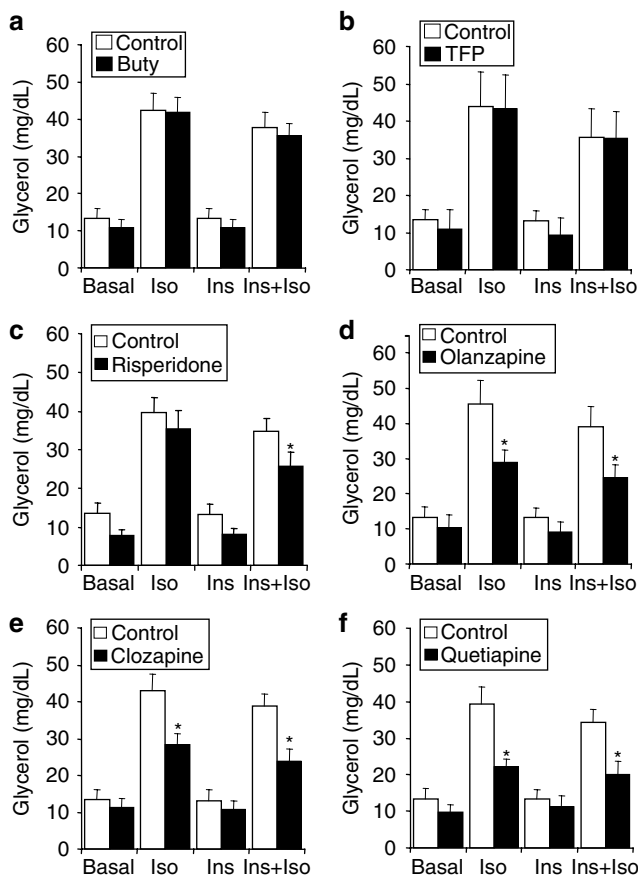 a
Control
Buty
Glycerol (mg/dL)
60
50
40
30
20
10
0
Basal Iso Ins Ins+Iso
b
Control
TFP
Glycerol (mg/dL)
60
50
40
30
20
10
0
Basal Iso Ins Ins+Iso
c
Control
Risperidone
Glycerol (mg/dL)
60
50
40
30
20
10
0
*
Basal Iso Ins Ins+Iso
d
Control
Olanzapine
Glycerol (mg/dL)
60
50
40
30
20
10
0
* *
Basal Iso Ins Ins+Iso
e
Control
Clozapine
Glycerol (mg/dL)
50
40
30
20
10
0
* *
Basal Iso Ins Ins+Iso
f
Control
Quetiapine
Glycerol (mg/dL)
60
50
40
30
20
10
0
* *
Basal Iso Ins Ins+Iso